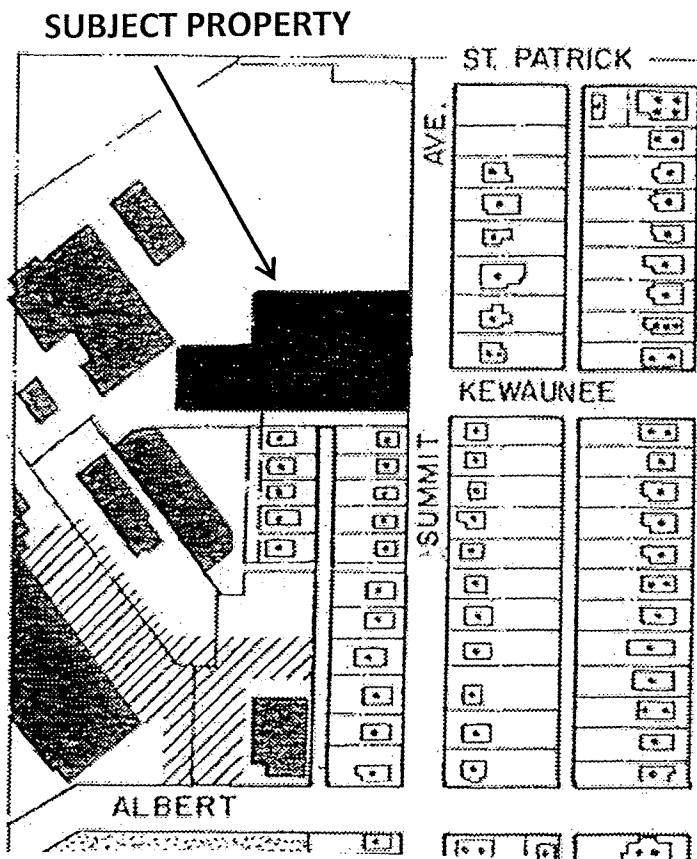 SUBJECT PROPERTY
ST. PATRICK
AVE.
KEWAUNEE
SUMMIT
ALBERT